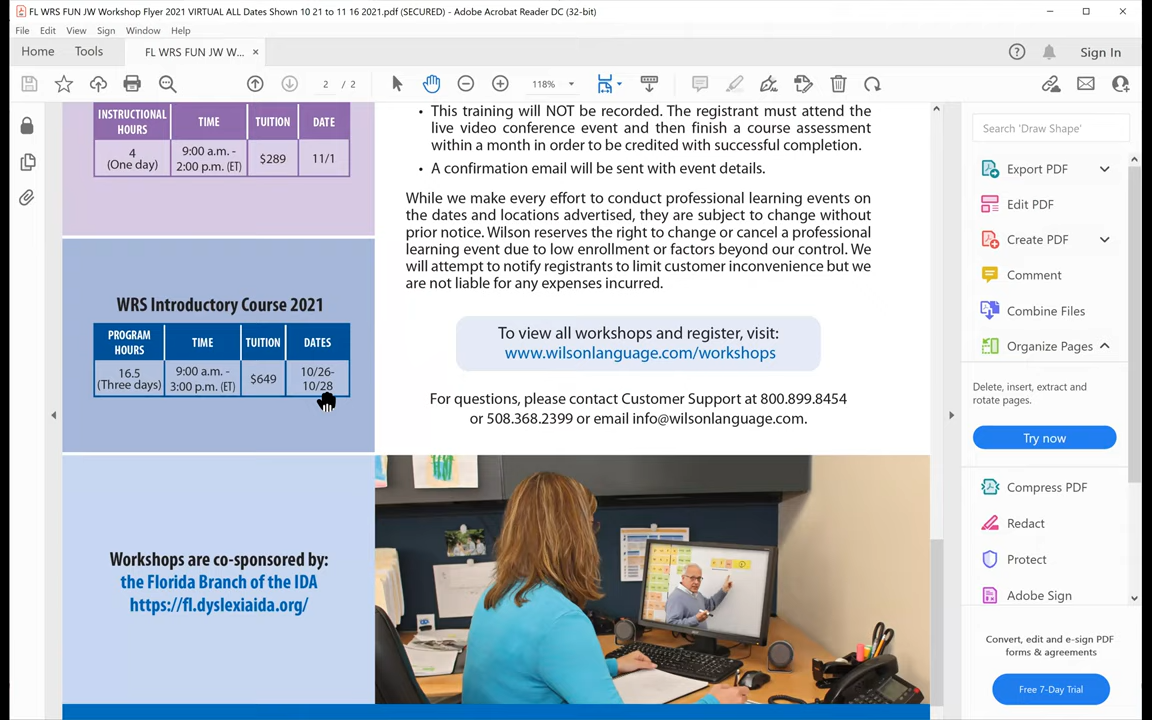 FL WRS FUN JW Workshop Flyer 2021 VIRTUAL ALL Dates Shown 10 21 to 11 16 2021.pdf (SECURED) - Adobe Acrobat Reader DC (32-bit)
File Edit View Sign Window Help
Home Tools FL WRS FUN JW W... × Sign In
2 / 2 118%
INSTRUCTIONAL HOURS TIME TUITION DATE
4 (One day) 9:00 a.m. - 2:00 p.m. (ET) $289 11/1
WRS Introductory Course 2021
PROGRAM HOURS TIME TUITION DATES
16.5 (Three days) 9:00 a.m. - 3:00 p.m. (ET) $649 10/26- 10/28
Workshops are co-sponsored by:
the Florida Branch of the IDA
https://fl.dyslexiaida.org/
• This training will NOT be recorded. The registrant must attend the
live video conference event and then finish a course assessment
within a month in order to be credited with successful completion.
• A confirmation email will be sent with event details.
While we make every effort to conduct professional learning events on
the dates and locations advertised, they are subject to change without
prior notice. Wilson reserves the right to change or cancel a professional
learning event due to low enrollment or factors beyond our control. We
will attempt to notify registrants to limit customer inconvenience but we
are not liable for any expenses incurred.
To view all workshops and register, visit:
www.wilsonlanguage.com/workshops
For questions, please contact Customer Support at 800.899.8454
or 508.368.2399 or email info@wilsonlanguage.com.
Search 'Draw Shape'
Export PDF
Edit PDF
Create PDF
Comment
Combine Files
Organize Pages
Delete, insert, extract and
rotate pages.
Try now
Compress PDF
Redact
Protect
Adobe Sign
Convert, edit and e-sign PDF
forms & agreements
Free 7-Day Trial